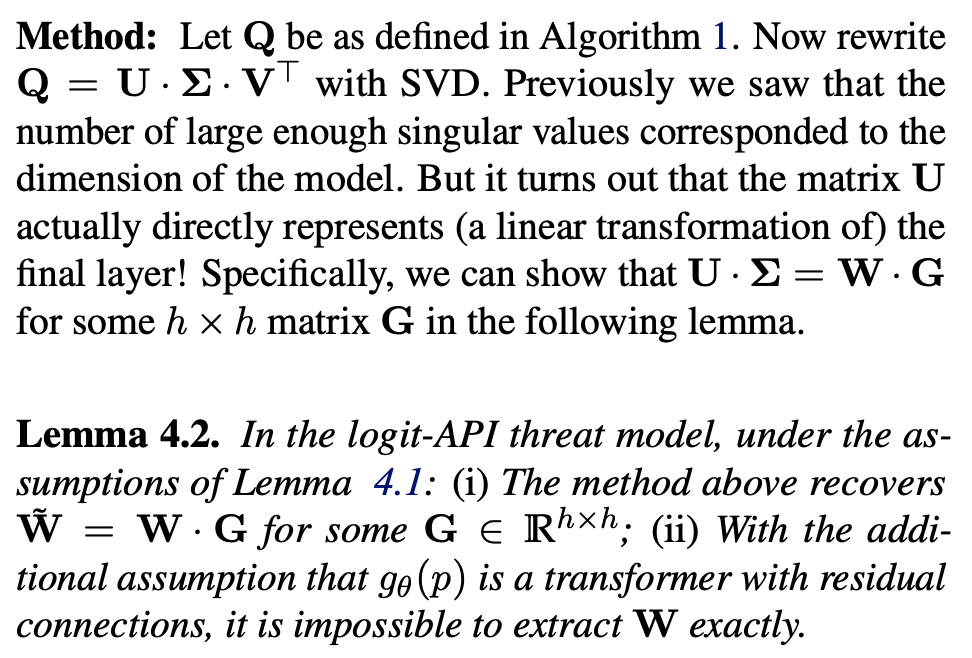 Method: Let Q be as defined in Algorithm 1. Now rewrite
Q = U · Σ · V⊤ with SVD. Previously we saw that the
number of large enough singular values corresponded to the
dimension of the model. But it turns out that the matrix U
actually directly represents (a linear transformation of) the
final layer! Specifically, we can show that U · Σ = W · G
for some h × h matrix G in the following lemma.
Lemma 4.2. In the logit-API threat model, under the as-
sumptions of Lemma 4.1: (i) The method above recovers
W̃ = W · G for some G ∈ ℝʰˣʰ; (ii) With the addi-
tional assumption that gθ(p) is a transformer with residual
connections, it is impossible to extract W exactly.